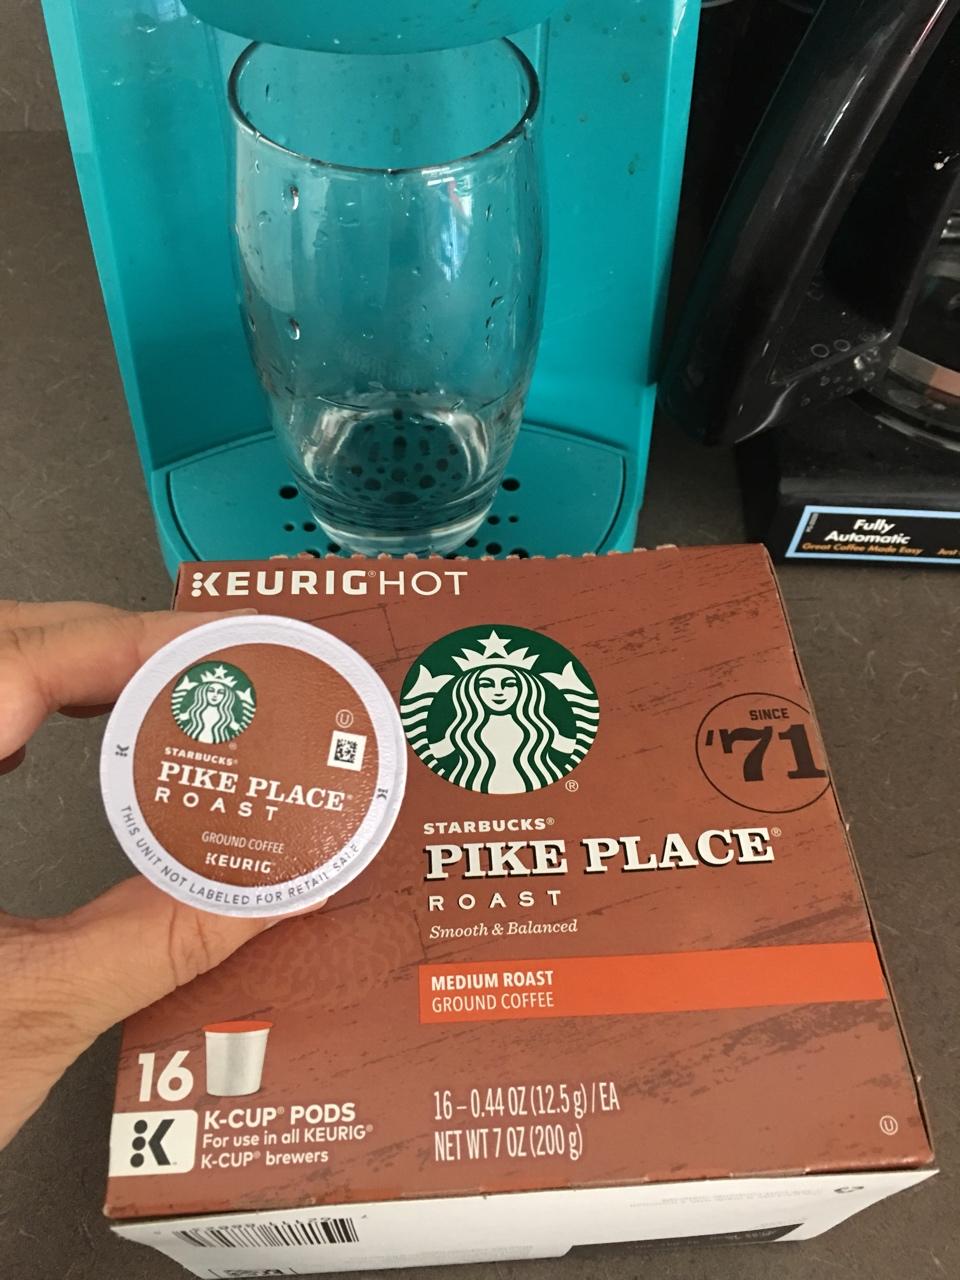 Fully
Automatic
Great Coffee Made Easy
KEURIG® HOT
SINCE
'71
STARBUCKS®
PIKE PLACE®
ROAST
Smooth & Balanced
MEDIUM ROAST
GROUND COFFEE
16
K-CUP® PODS
For use in all KEURIG®
K-CUP® brewers
16 – 0.44 OZ (12.5 g) / EA
NET WT 7 OZ (200 g)
U
STARBUCKS®
PIKE PLACE®
ROAST
U
GROUND COFFEE
KEURIG
THIS UNIT NOT LABELED FOR RETAIL SALE